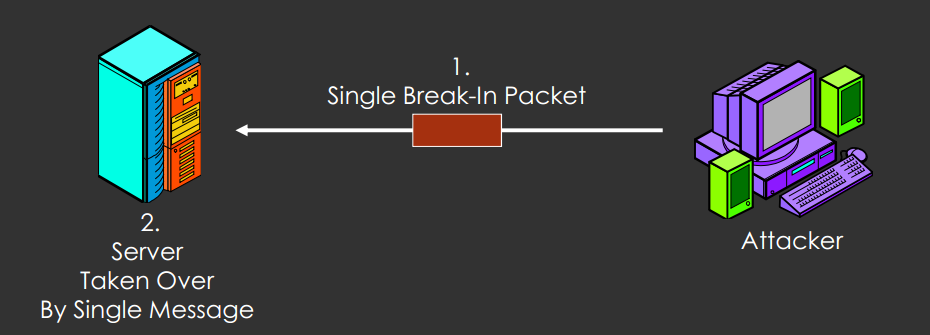 1.
Single Break-In Packet
2.
Server
Taken Over
By Single Message
Attacker